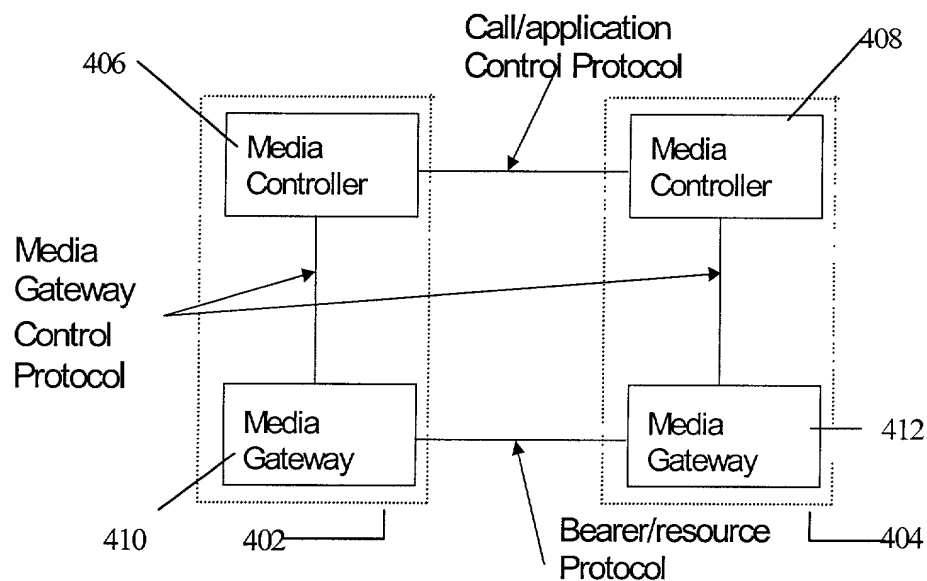 Call/application
Control Protocol
406
408
Media
Controller
Media
Controller
Media
Gateway
Control
Protocol
Media
Gateway
Media
Gateway
412
410
402
Bearer/resource
Protocol
404